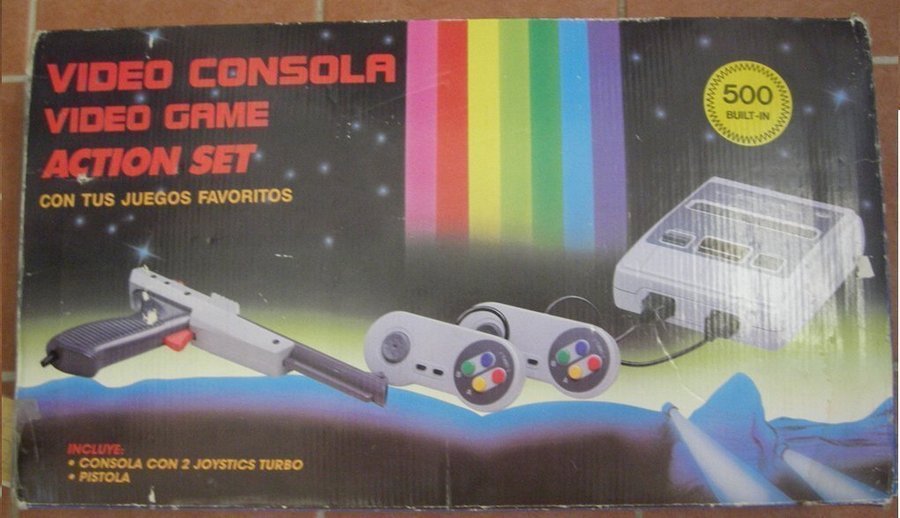 VIDEO CONSOLA
VIDEO GAME
ACTION SET
CON TUS JUEGOS FAVORITOS
500
BUILT-IN
INCLUYE:
• CONSOLA CON 2 JOYSTICS TURBO
• PISTOLA